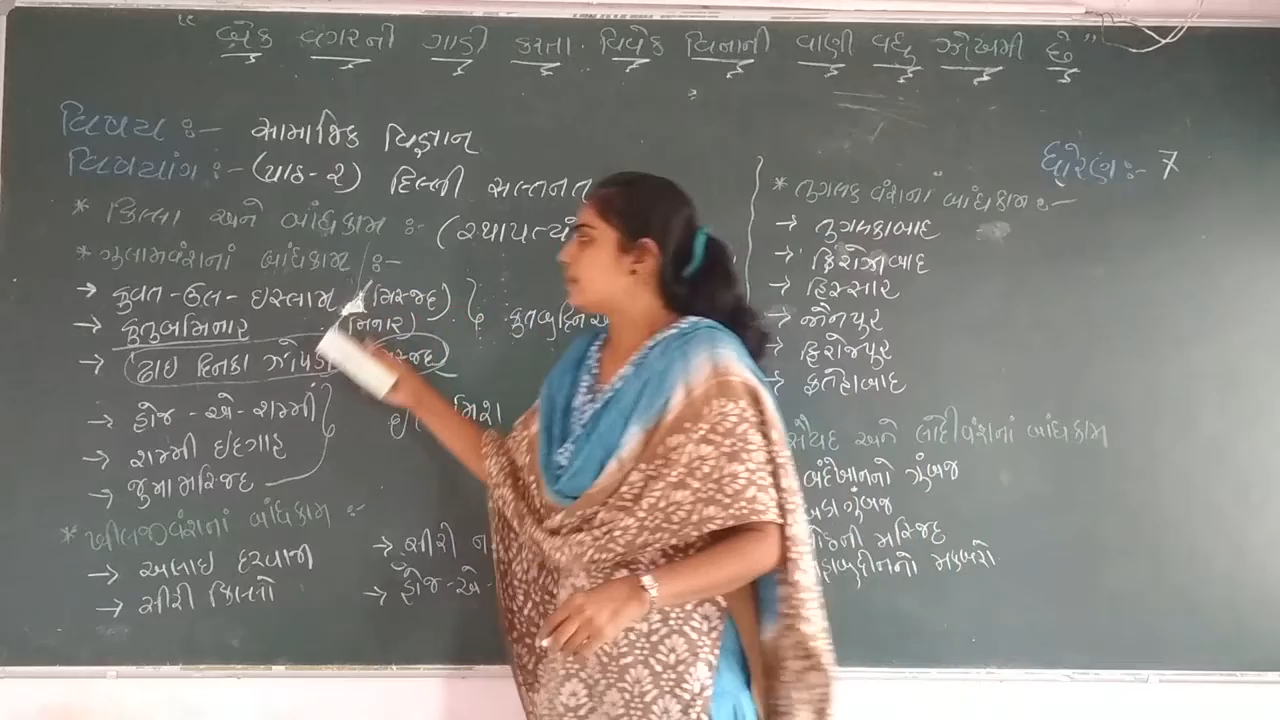 “ બ્રેક વગરની ગાડી કરતા વિવેક વિનાની વાણી વધુ જોખમી છે ”
વિષય :- સામાજિક વિજ્ઞાન
ધોરણ :- 7
વિષયાંગ :- (પાઠ-૨) દિલ્લી સલ્તનત
* કિલ્લા અને બાંધકામ :- (સ્થાપત્યો
* ગુલામવંશનાં બાંધકામ :-
→ કુવત-ઉલ-ઇસ્લામ (મસ્જિદ)
→ કુતુબમિનાર (મિનાર)
→ ઢાઇ દિનકા
→ હોજ-એ-શમ્સી
→ શમ્સી ઇદગાહ
→ જુમામસ્જિદ
* ખીલજીવંશનાં બાંધકામ :-
→ અલાઇ દરવાજા
→ સીરી કિલ્લો
→ સીરી
→ હોજ-એ-
* તુગલક વંશનાં બાંધકામ :-
→ તુગલકાબાદ
→ ફિરોઝાબાદ
→ હિસ્સાર
→ જૌનપુર
→ ફિરોજપુર
→ ફતેહાબાદ
સૈયદ અને લોદીવંશનાં બાંધકામ
ગુંબજ
ગુંબજ
મસ્જિદ
મકબરો